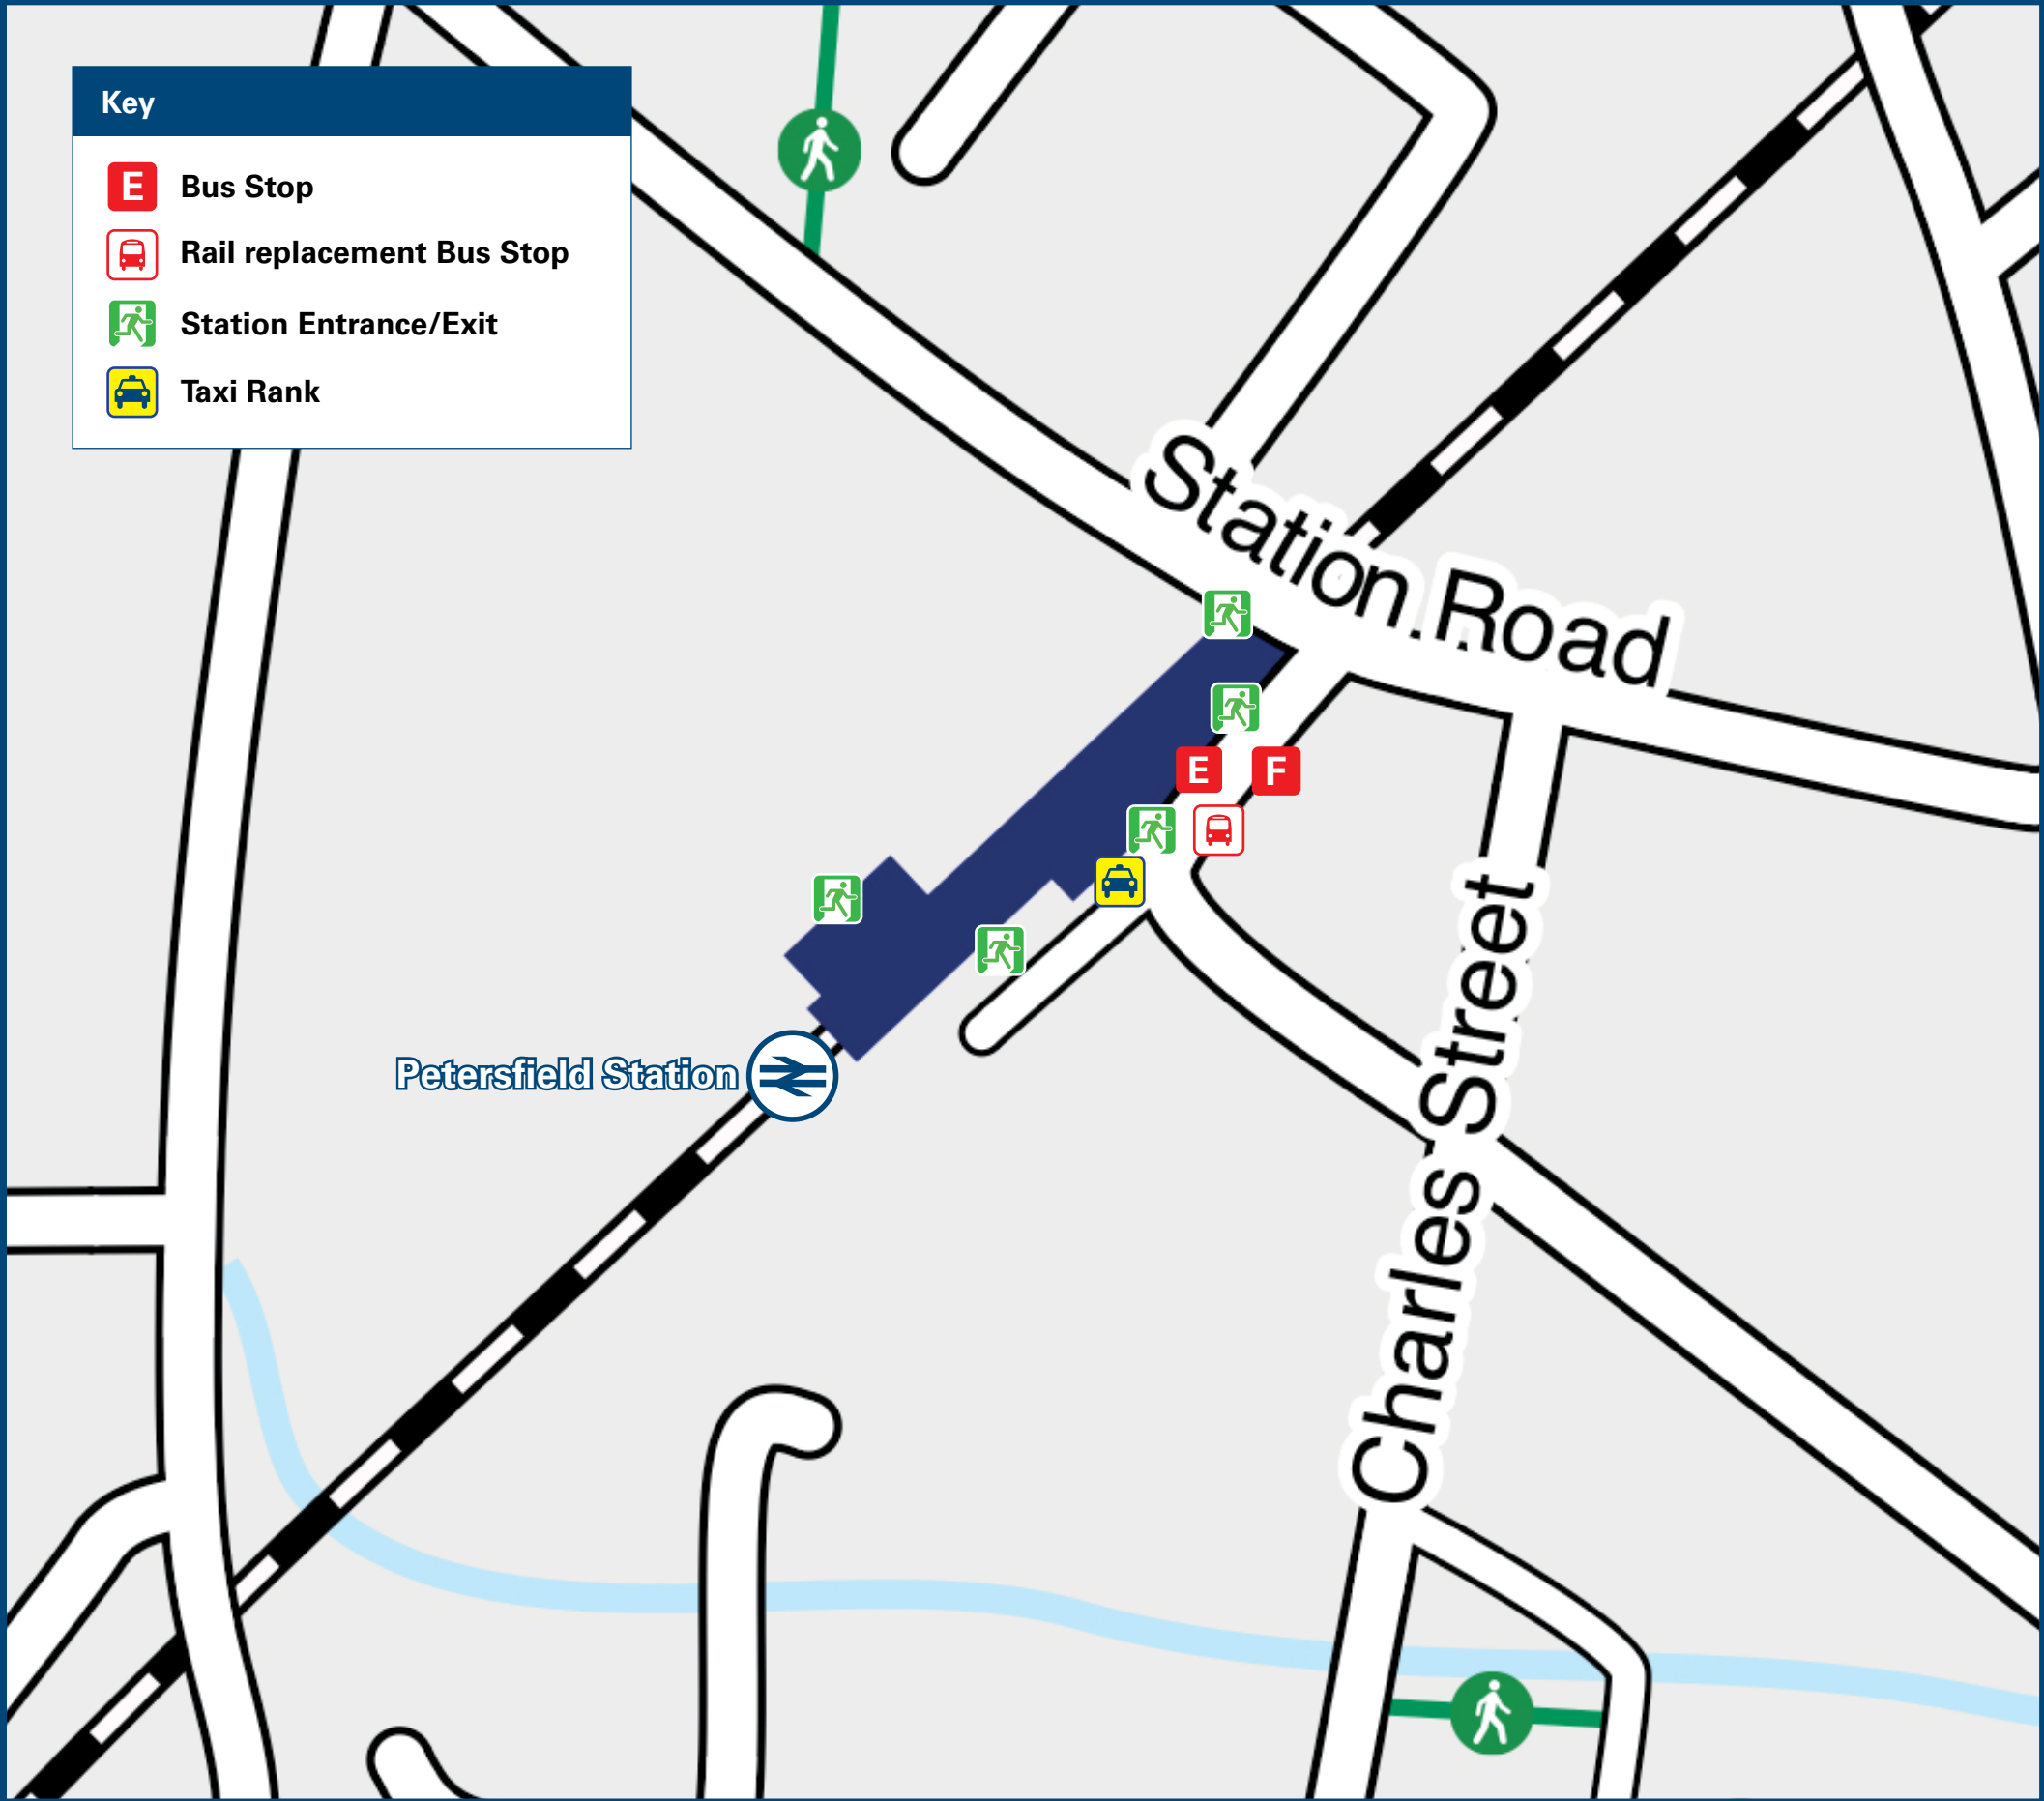 Key
E Bus Stop
Rail replacement Bus Stop
Station Entrance/Exit
Taxi Rank
Station Road
E F
Charles Street
Petersfield Station